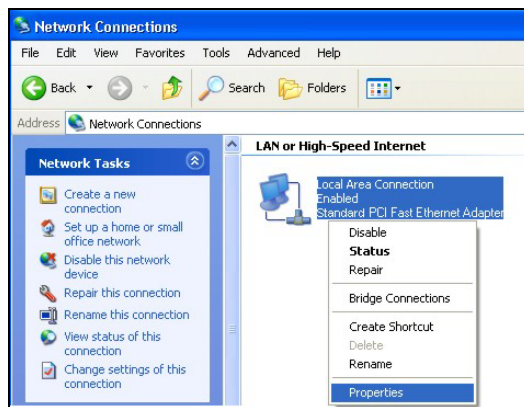 Network Connections
File Edit View Favorites Tools Advanced Help
Back Search Folders
Address Network Connections
Network Tasks
Create a new
connection
Set up a home or small
office network
Disable this network
device
Repair this connection
Rename this connection
View status of this
connection
Change settings of this
connection
LAN or High-Speed Internet
Local Area Connection
Enabled
Standard PCI Fast Ethernet Adapter
Disable
Status
Repair
Bridge Connections
Create Shortcut
Delete
Rename
Properties